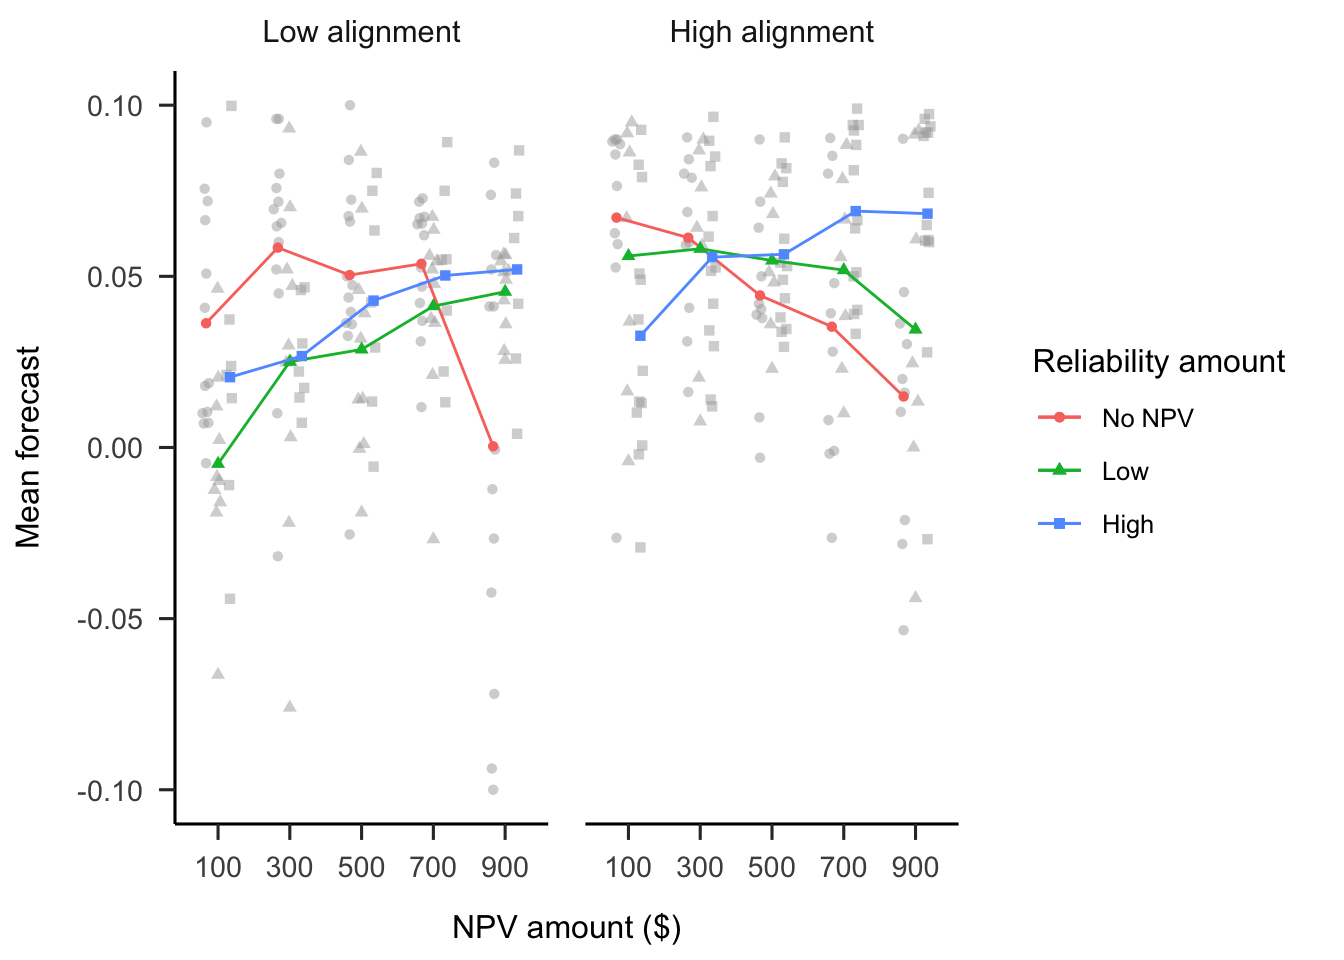 Low alignment
High alignment
0.10
0.05
0.00
-0.05
-0.10
Mean forecast
100 300 500 700 900
100 300 500 700 900
NPV amount ($)
Reliability amount
No NPV
Low
High